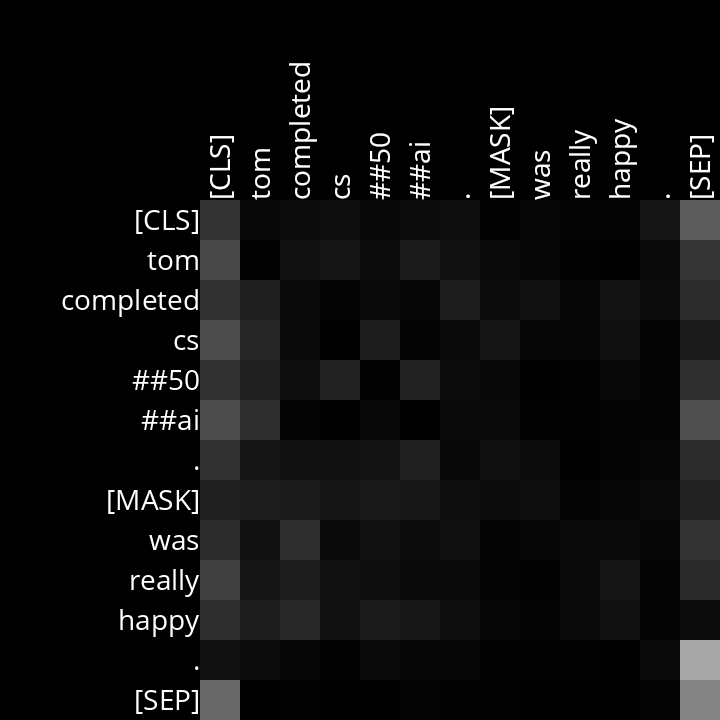 [CLS] tom completed cs ##50 ##ai . [MASK] was really happy . [SEP]
[CLS]
tom
completed
cs
##50
##ai
.
[MASK]
was
really
happy
.
[SEP]